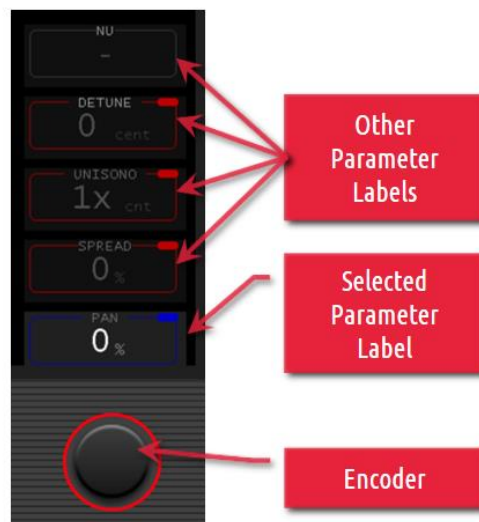 NU
-
DETUNE
0 cent
UNISONO
1x cnt
SPREAD
0 %
PAN
0 %
Other
Parameter
Labels
Selected
Parameter
Label
Encoder